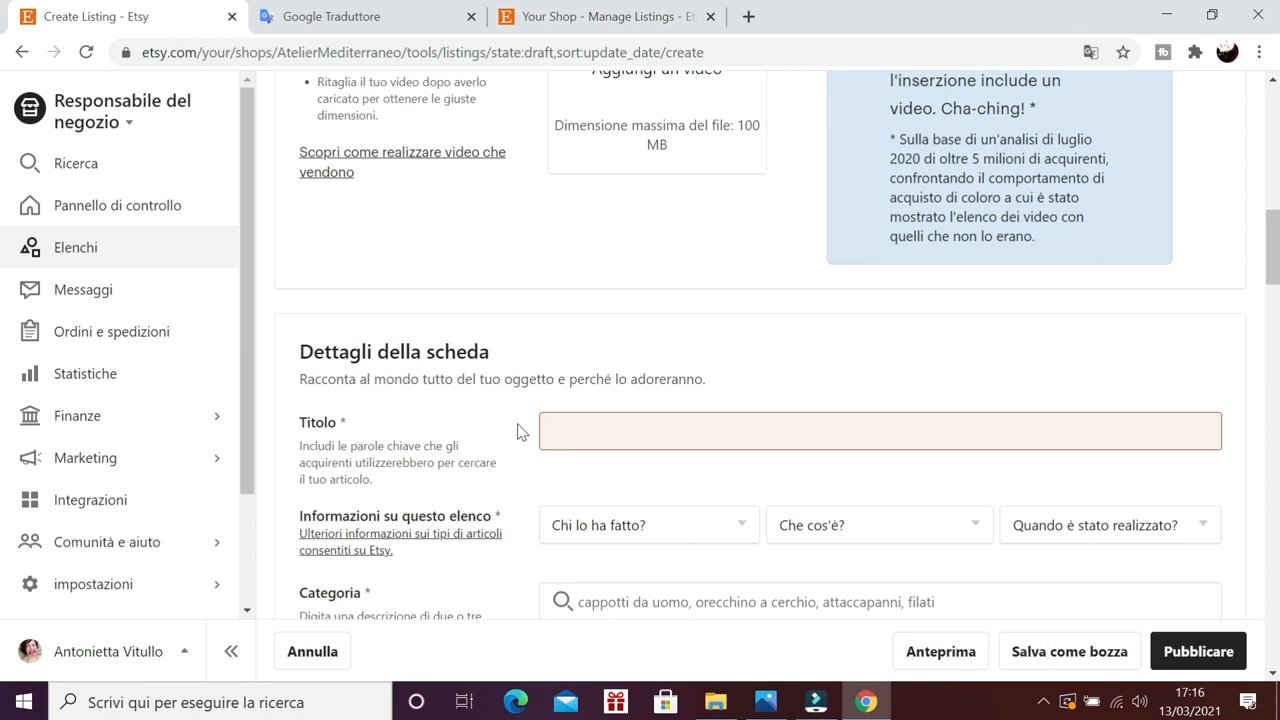 Create Listing - Etsy
Google Traduttore
Your Shop - Manage Listings - Et
etsy.com/your/shops/AtelierMediterraneo/tools/listings/state:draft,sort:update_date/create
Responsabile del
negozio
Ricerca
Pannello di controllo
Elenchi
Messaggi
Ordini e spedizioni
Statistiche
Finanze
Marketing
Integrazioni
Comunità e aiuto
impostazioni
Antonietta Vitullo
Ritaglia il tuo video dopo averlo
caricato per ottenere le giuste
dimensioni.
Scopri come realizzare video che
vendono
Aggiungi un video
Dimensione massima del file: 100
MB
l'inserzione include un
video. Cha-ching! *
* Sulla base di un'analisi di luglio
2020 di oltre 5 milioni di acquirenti,
confrontando il comportamento di
acquisto di coloro a cui è stato
mostrato l'elenco dei video con
quelli che non lo erano.
Dettagli della scheda
Racconta al mondo tutto del tuo oggetto e perché lo adoreranno.
Titolo *
Includi le parole chiave che gli
acquirenti utilizzerebbero per cercare
il tuo articolo.
Informazioni su questo elenco *
Ulteriori informazioni sui tipi di articoli
consentiti su Etsy.
Chi lo ha fatto?
Che cos'è?
Quando è stato realizzato?
Categoria *
Digita una descrizione di due o tre
cappotti da uomo, orecchino a cerchio, attaccapanni, filati
Annulla
Anteprima
Salva come bozza
Pubblicare
Scrivi qui per eseguire la ricerca
17:16
13/03/2021